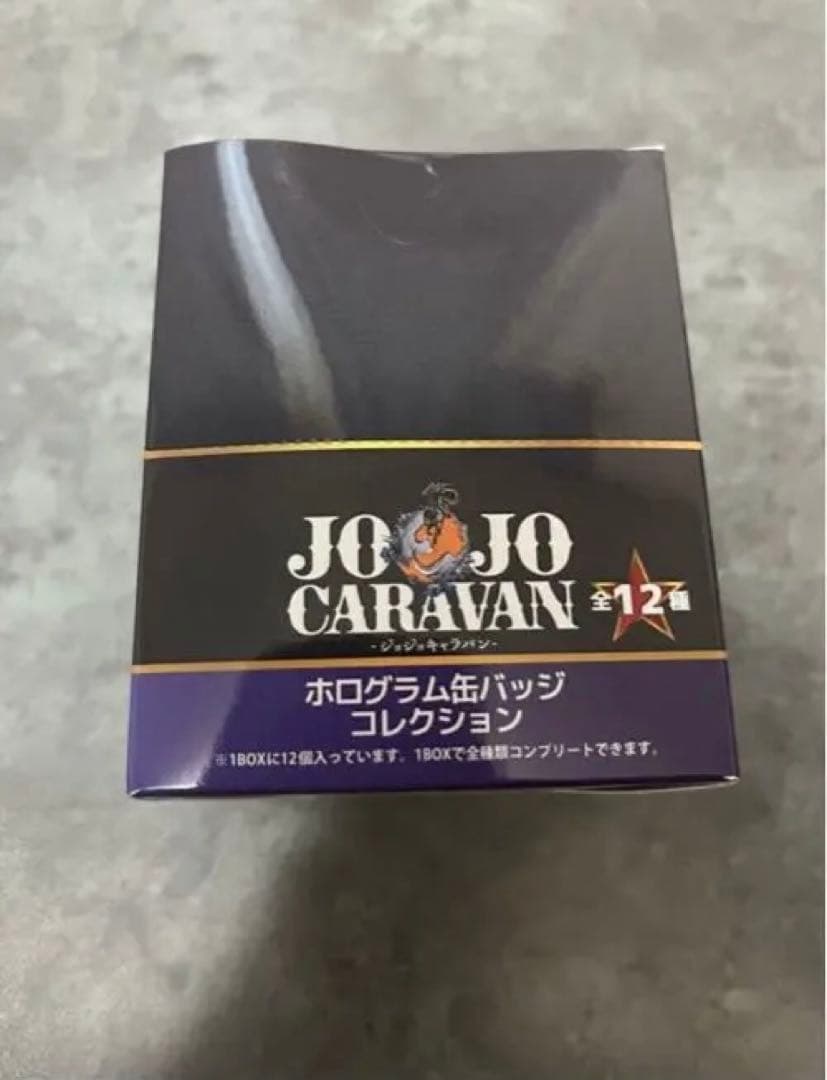 JOJO
CARAVAN
-ジョジョキャラバン-
全12種
ホログラム缶バッジ
コレクション
※1BOXに12個入っています。1BOXで全種類コンプリートできます。